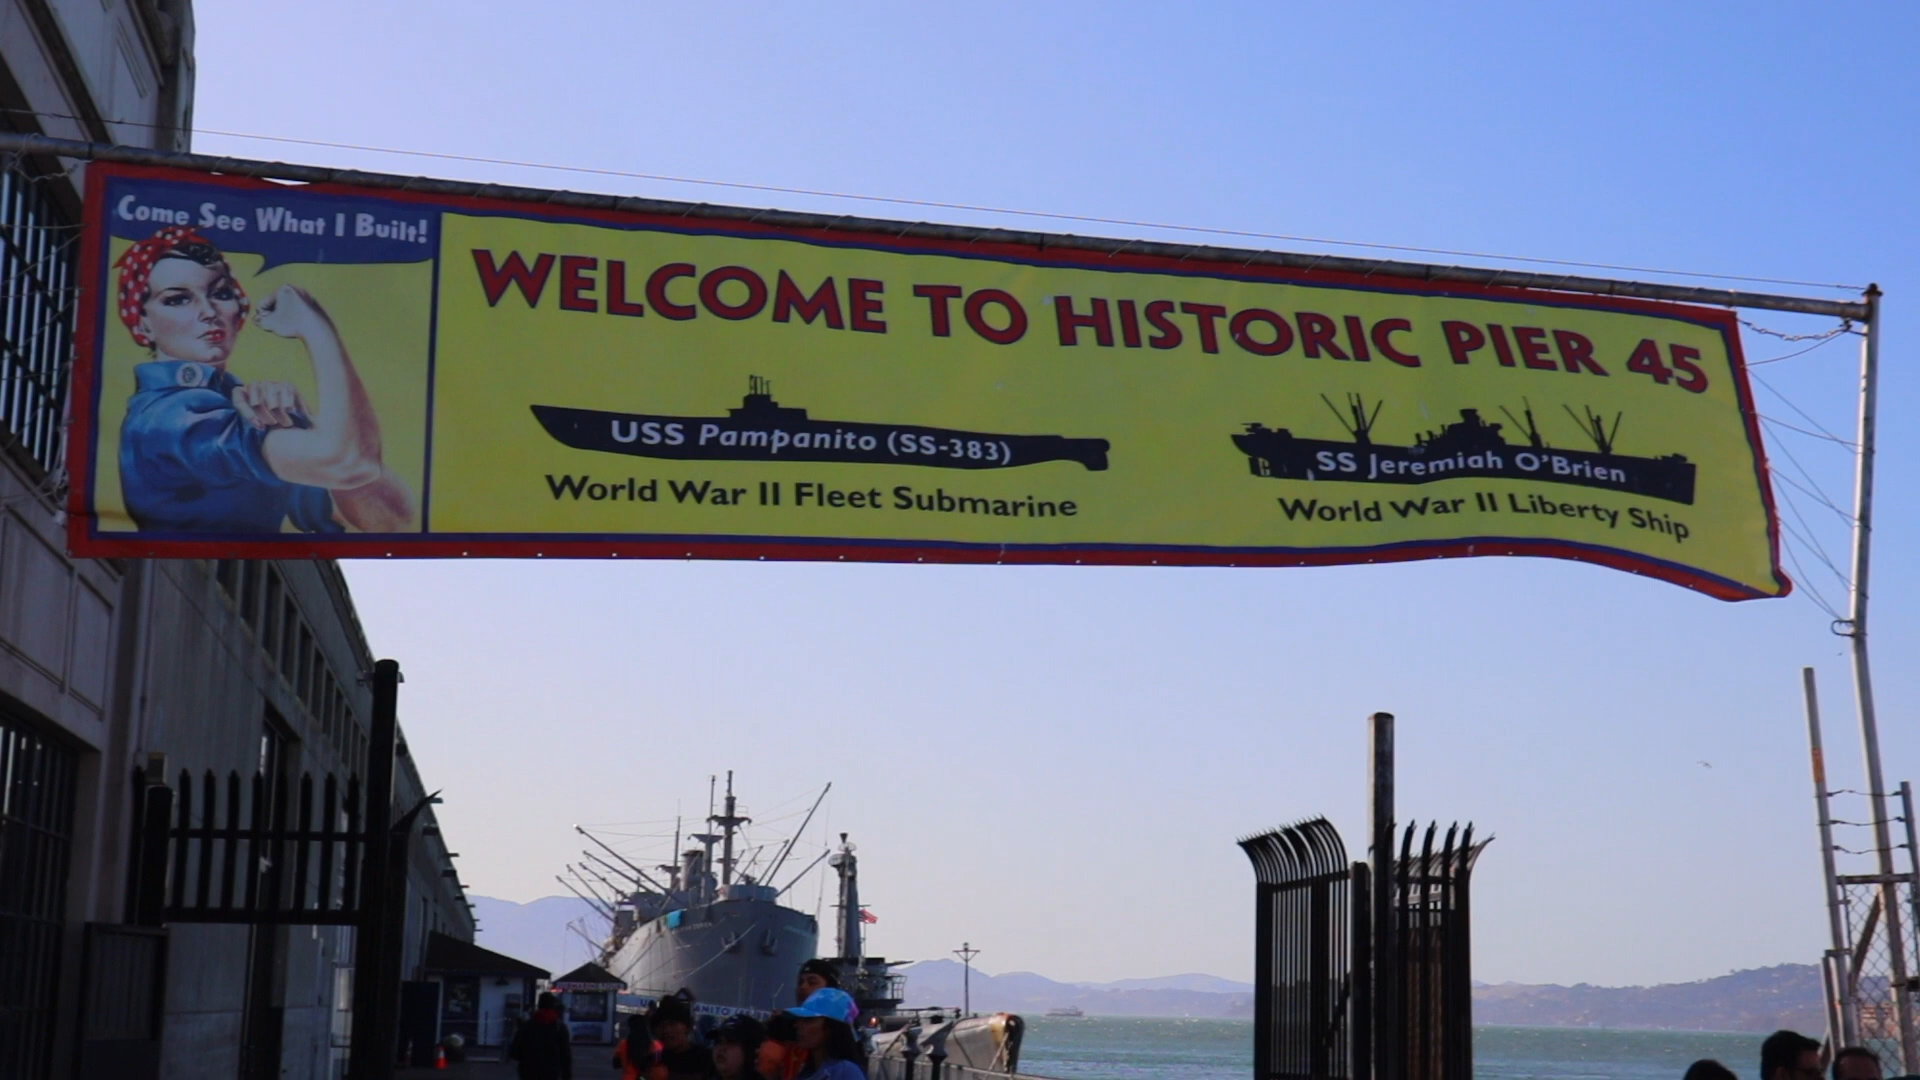 Come See What I Built!
WELCOME TO HISTORIC PIER 45
USS Pampanito (SS-383)
World War II Fleet Submarine
SS Jeremiah O'Brien
World War II Liberty Ship